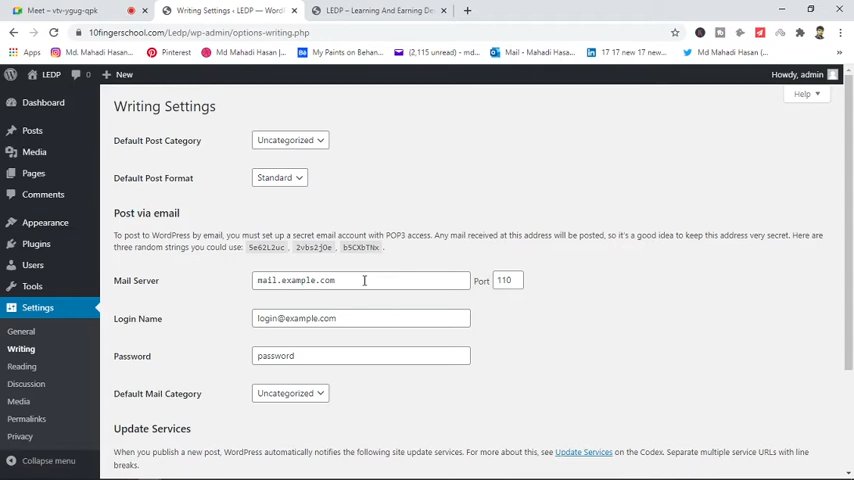 Meet – vtv-ygug-qpk
Writing Settings ‹ LEDP — WordP
LEDP – Learning And Earning De
10fingerschool.com/Ledp/wp-admin/options-writing.php
Apps
Md. Mahadi Hasan |...
Pinterest
Md. Mahadi Hasan (...
My Paints on Behan...
(2,115 unread) - md...
Mail - Mahadi Hasa...
17 17 new 17 new...
Md Mahadi Hasan (...
LEDP
0
New
Howdy, admin
Help
Dashboard
Posts
Media
Pages
Comments
Appearance
Plugins
Users
Tools
Settings
General
Writing
Reading
Discussion
Media
Permalinks
Privacy
Collapse menu
Writing Settings
Default Post Category Uncategorized
Default Post Format Standard
Post via email
To post to WordPress by email, you must set up a secret email account with POP3 access. Any mail received at this address will be posted, so it's a good idea to keep this address very secret. Here
are three random strings you could use: 5e62L2uc, 2vbs2jOe, b5CXbTNx.
Mail Server mail.example.com Port 110
Login Name login@example.com
Password password
Default Mail Category Uncategorized
Update Services
When you publish a new post, WordPress automatically notifies the following site update services. For more about this, see Update Services on the Codex. Separate multiple service URLs with line
breaks.